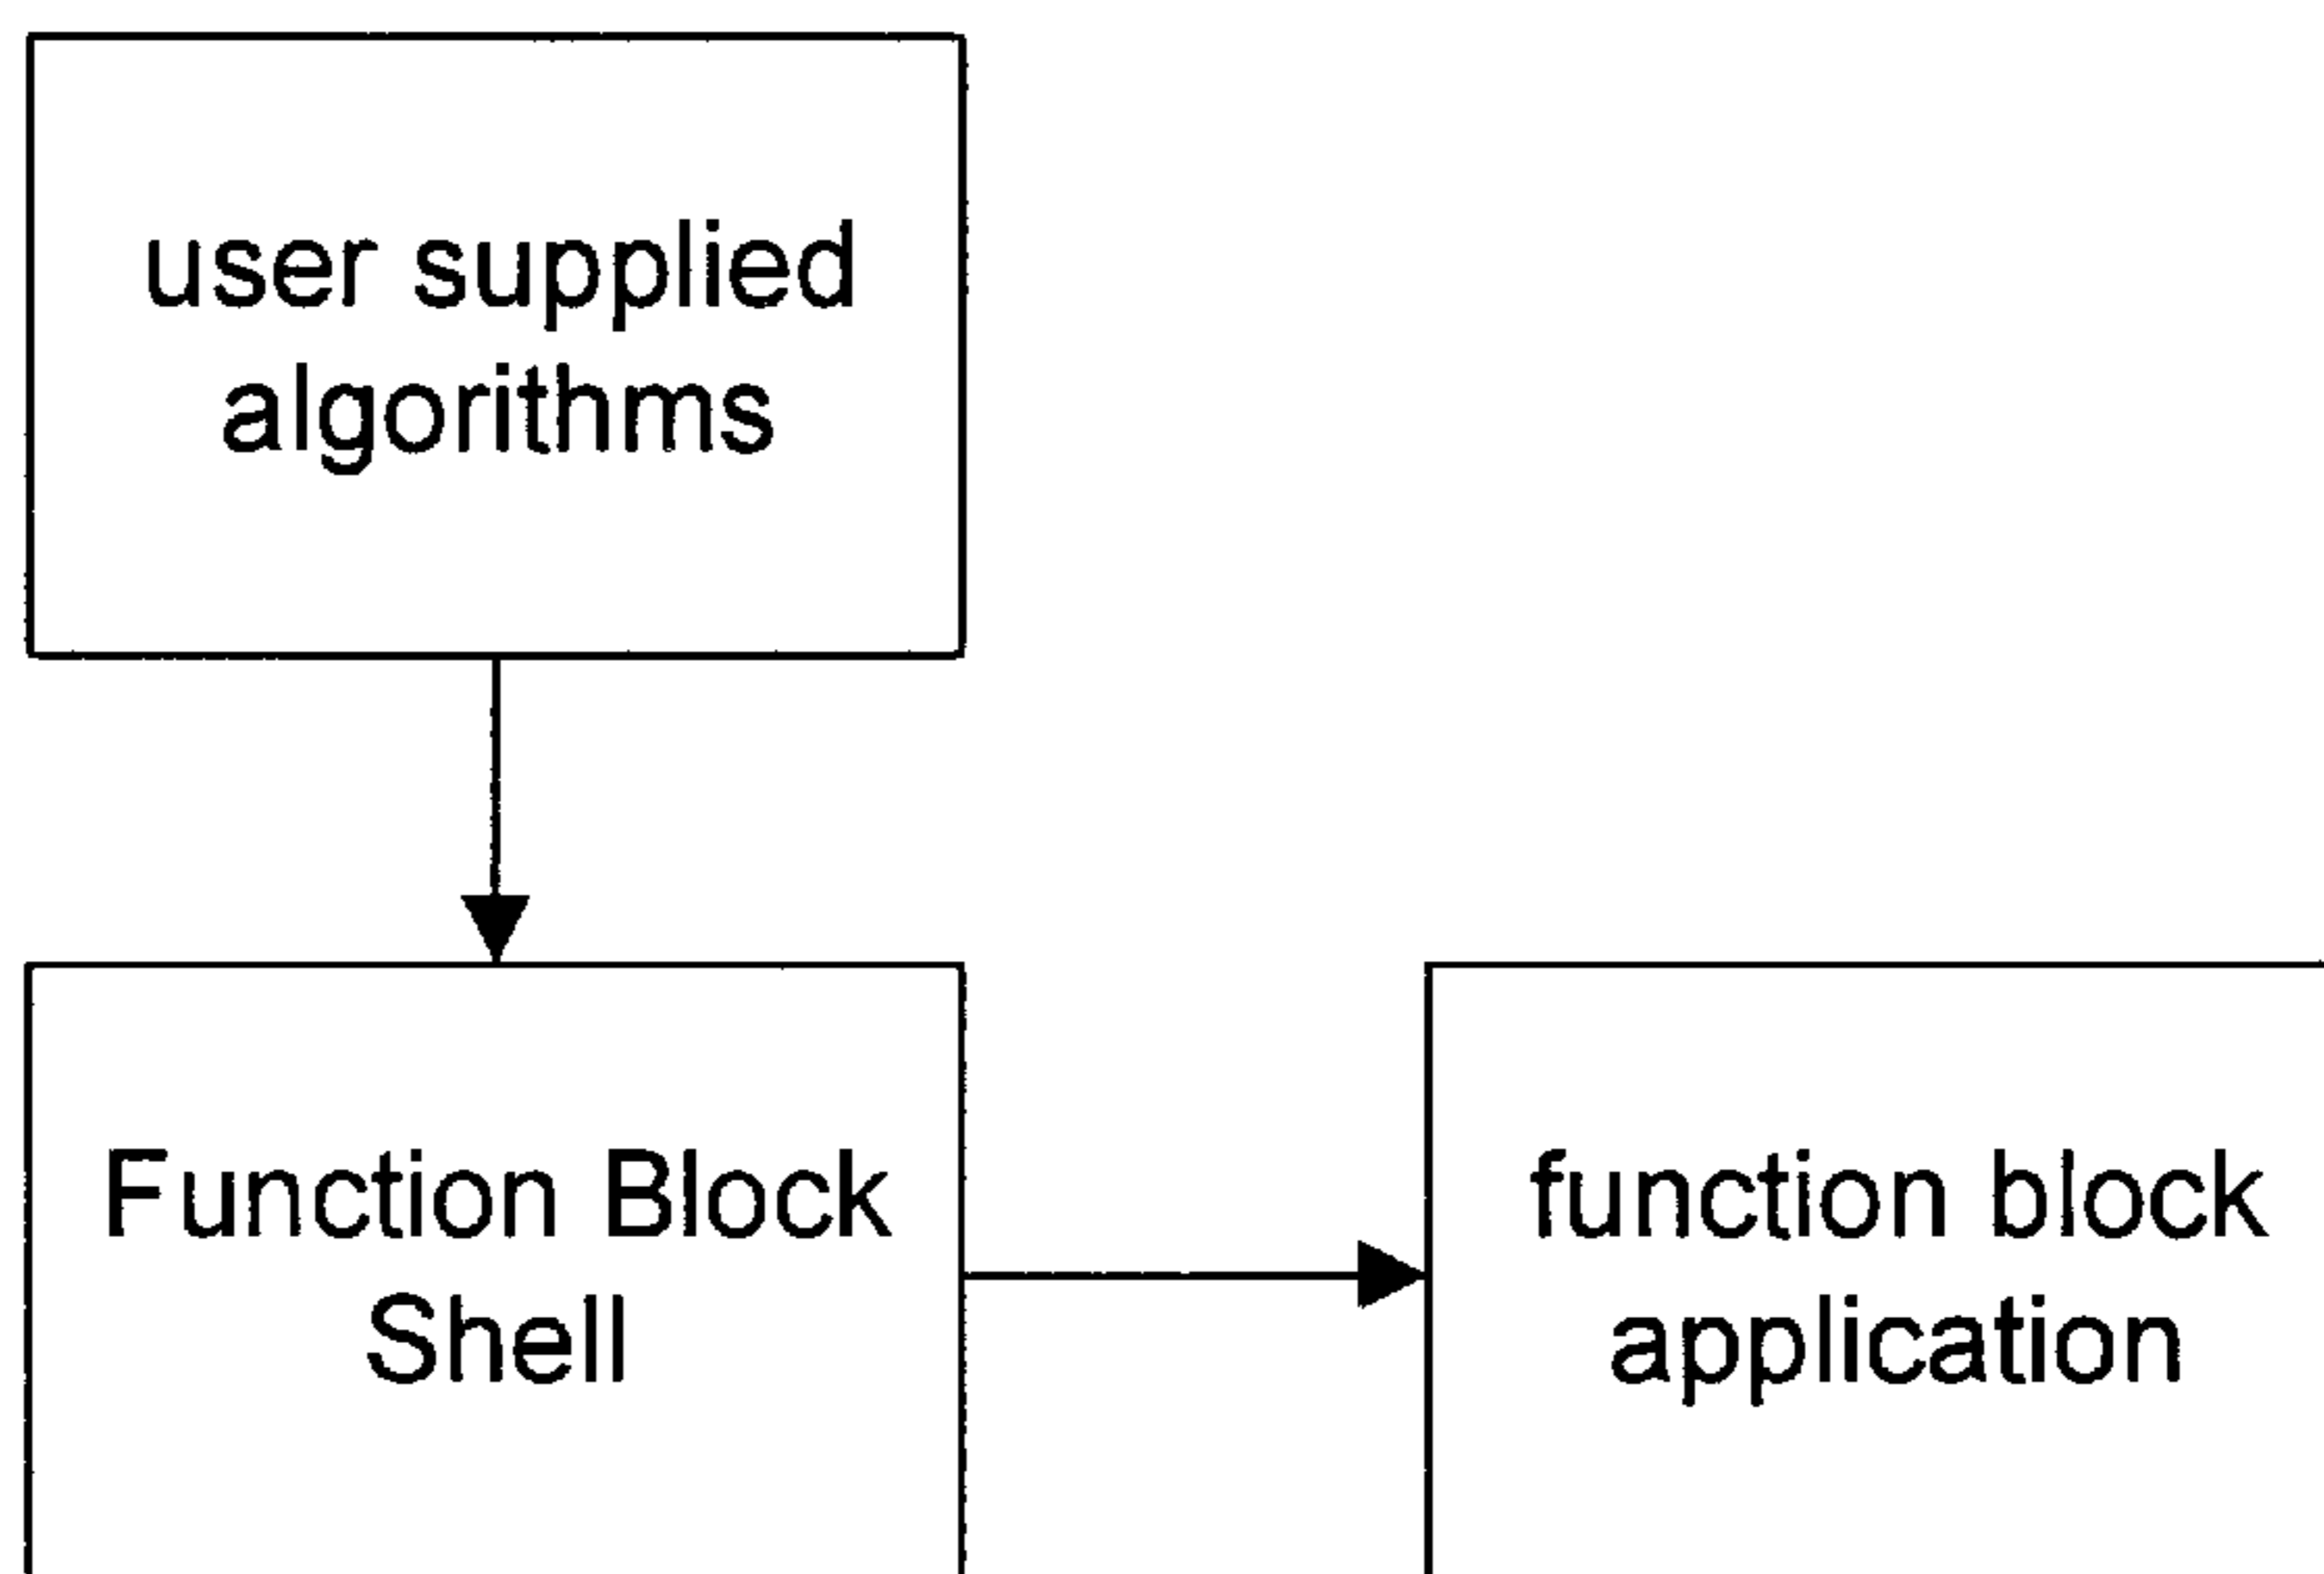 user supplied
algorithms
Function Block
Shell
function block
application